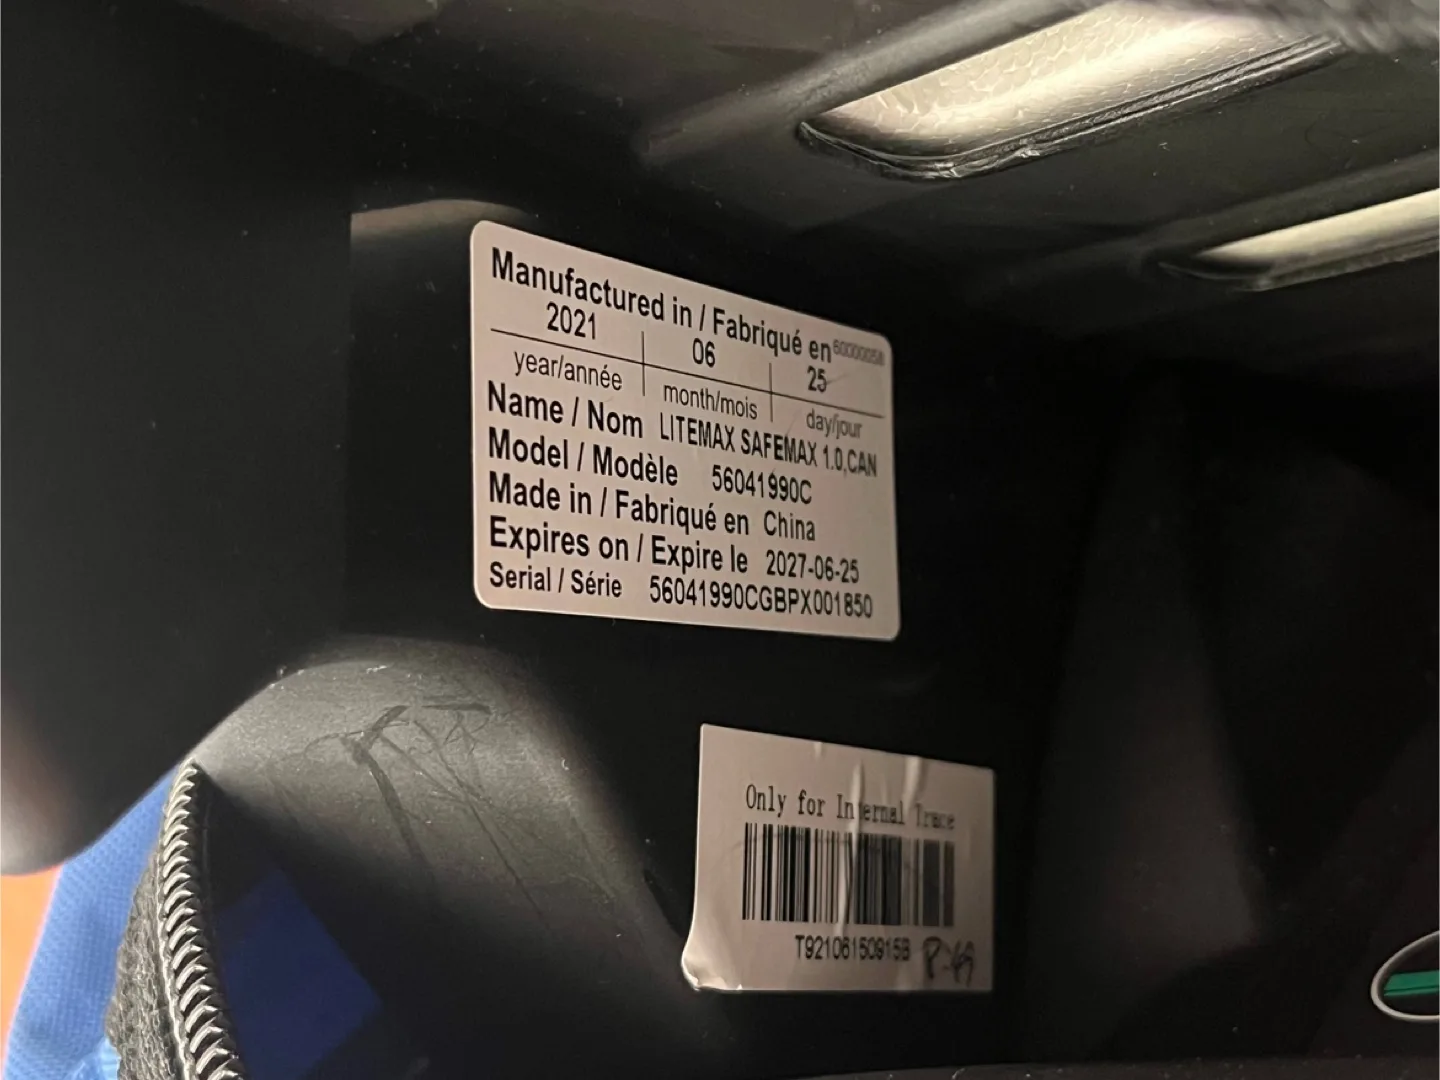 Manufactured in / Fabriqué en
2021 06 25
year/année month/mois day/jour
Name / Nom LITEMAX SAFEMAX 1.0,CAN
Model / Modèle 56041990C
Made in / Fabriqué en China
Expires on / Expire le 2027-06-25
Serial / Série 56041990CGBPX001850
Only for Internal Trace
T92106150915B